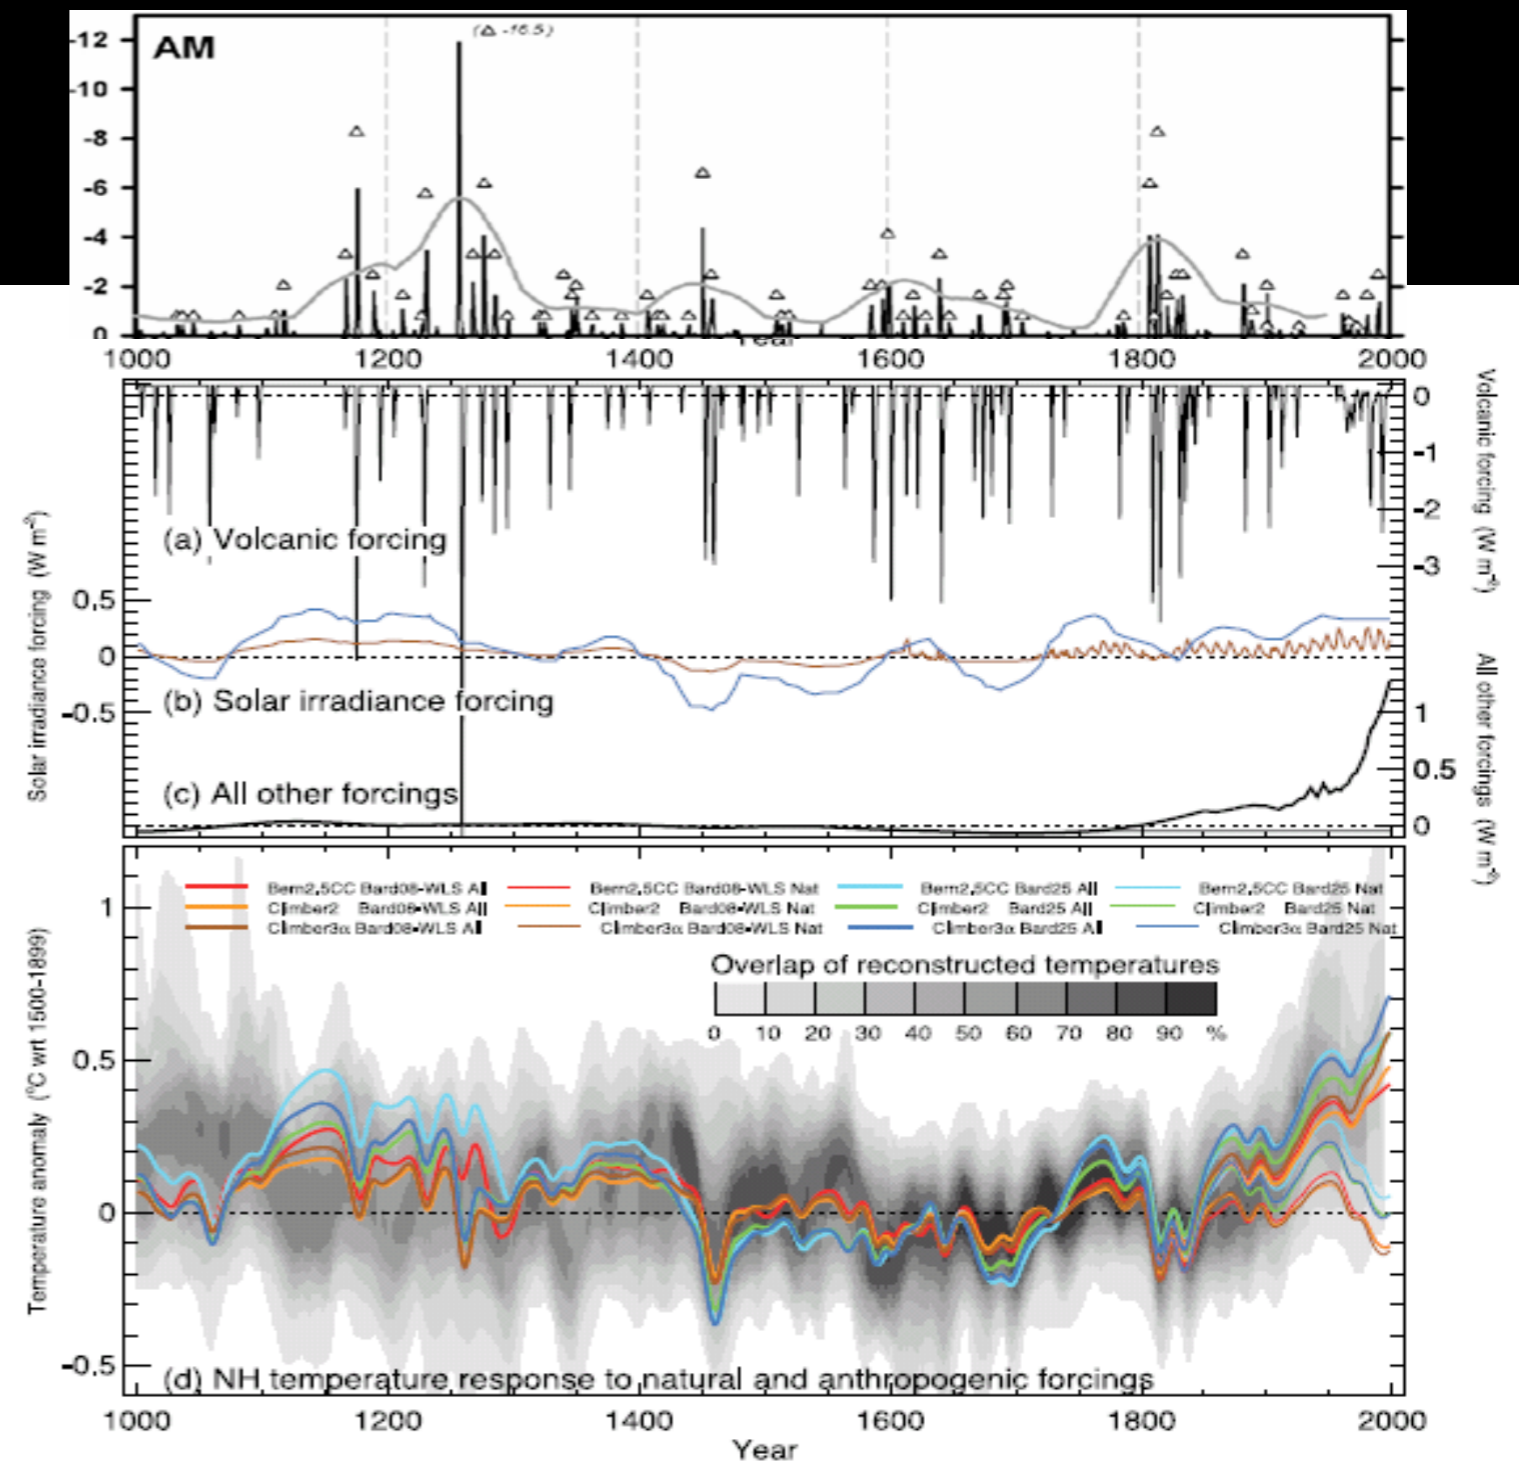 AM
(△ -16.5)
-12
-10
-8
-6
-4
-2
0
Year
1000 1200 1400 1600 1800 2000
Volcanic forcing (W m⁻²)
0
-1
-2
-3
(a) Volcanic forcing
Solar irradiance forcing (W m⁻²)
0.5
0
-0.5
(b) Solar irradiance forcing
All other forcings (W m⁻²)
1
0.5
0
(c) All other forcings
Bern2.5CC Bard08-WLS All Bern2.5CC Bard08-WLS Nat Bern2.5CC Bard25 All Bern2.5CC Bard25 Nat
Climber2 Bard08-WLS All Climber2 Bard08-WLS Nat Climber2 Bard25 All Climber2 Bard25 Nat
Climber3α Bard08-WLS All Climber3α Bard08-WLS Nat Climber3α Bard25 All Climber3α Bard25 Nat
Overlap of reconstructed temperatures
0 10 20 30 40 50 60 70 80 90 %
Temperature anomaly (°C wrt 1500-1899)
1
0.5
0
-0.5
(d) NH temperature response to natural and anthropogenic forcings
1000 1200 1400 1600 1800 2000
Year